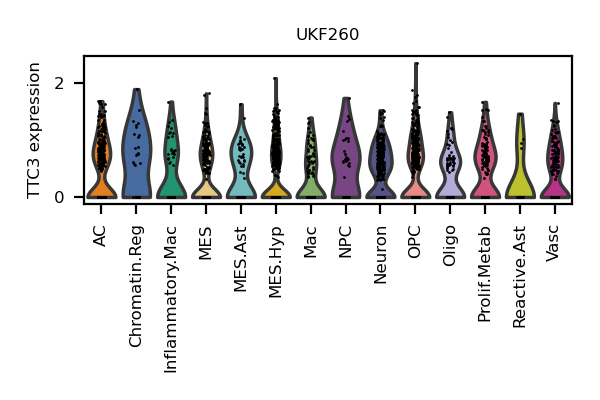 UKF260
TTC3 expression
2
0
AC
Chromatin.Reg
Inflammatory.Mac
MES
MES.Ast
MES.Hyp
Mac
NPC
Neuron
OPC
Oligo
Prolif.Metab
Reactive.Ast
Vasc